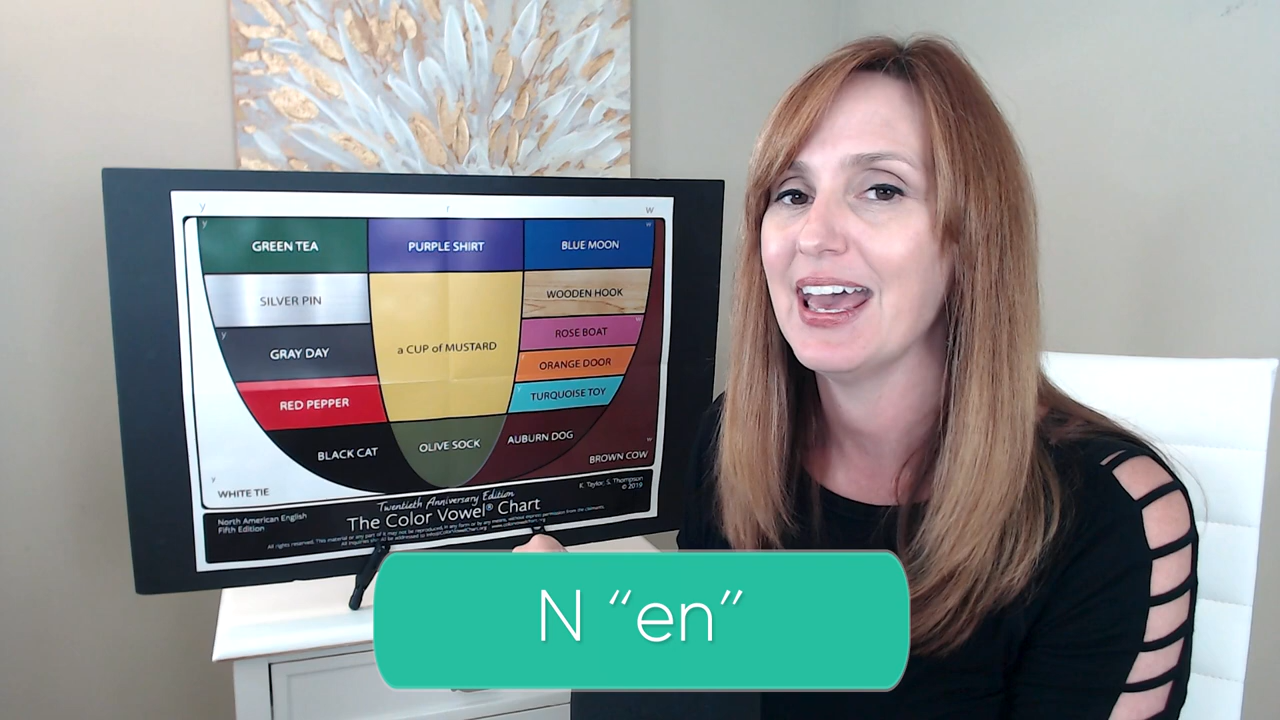 y r w
y w
GREEN TEA PURPLE SHIRT BLUE MOON
SILVER PIN WOODEN HOOK
y GRAY DAY ROSE BOAT w
a CUP of MUSTARD
ORANGE DOOR
RED PEPPER TURQUOISE TOY
BLACK CAT OLIVE SOCK AUBURN DOG
w
BROWN COW
y
WHITE TIE
Twentieth Anniversary Edition
K. Taylor, S. Thompson
© 2019
North American English
Fifth Edition
The Color Vowel® Chart
N “en”